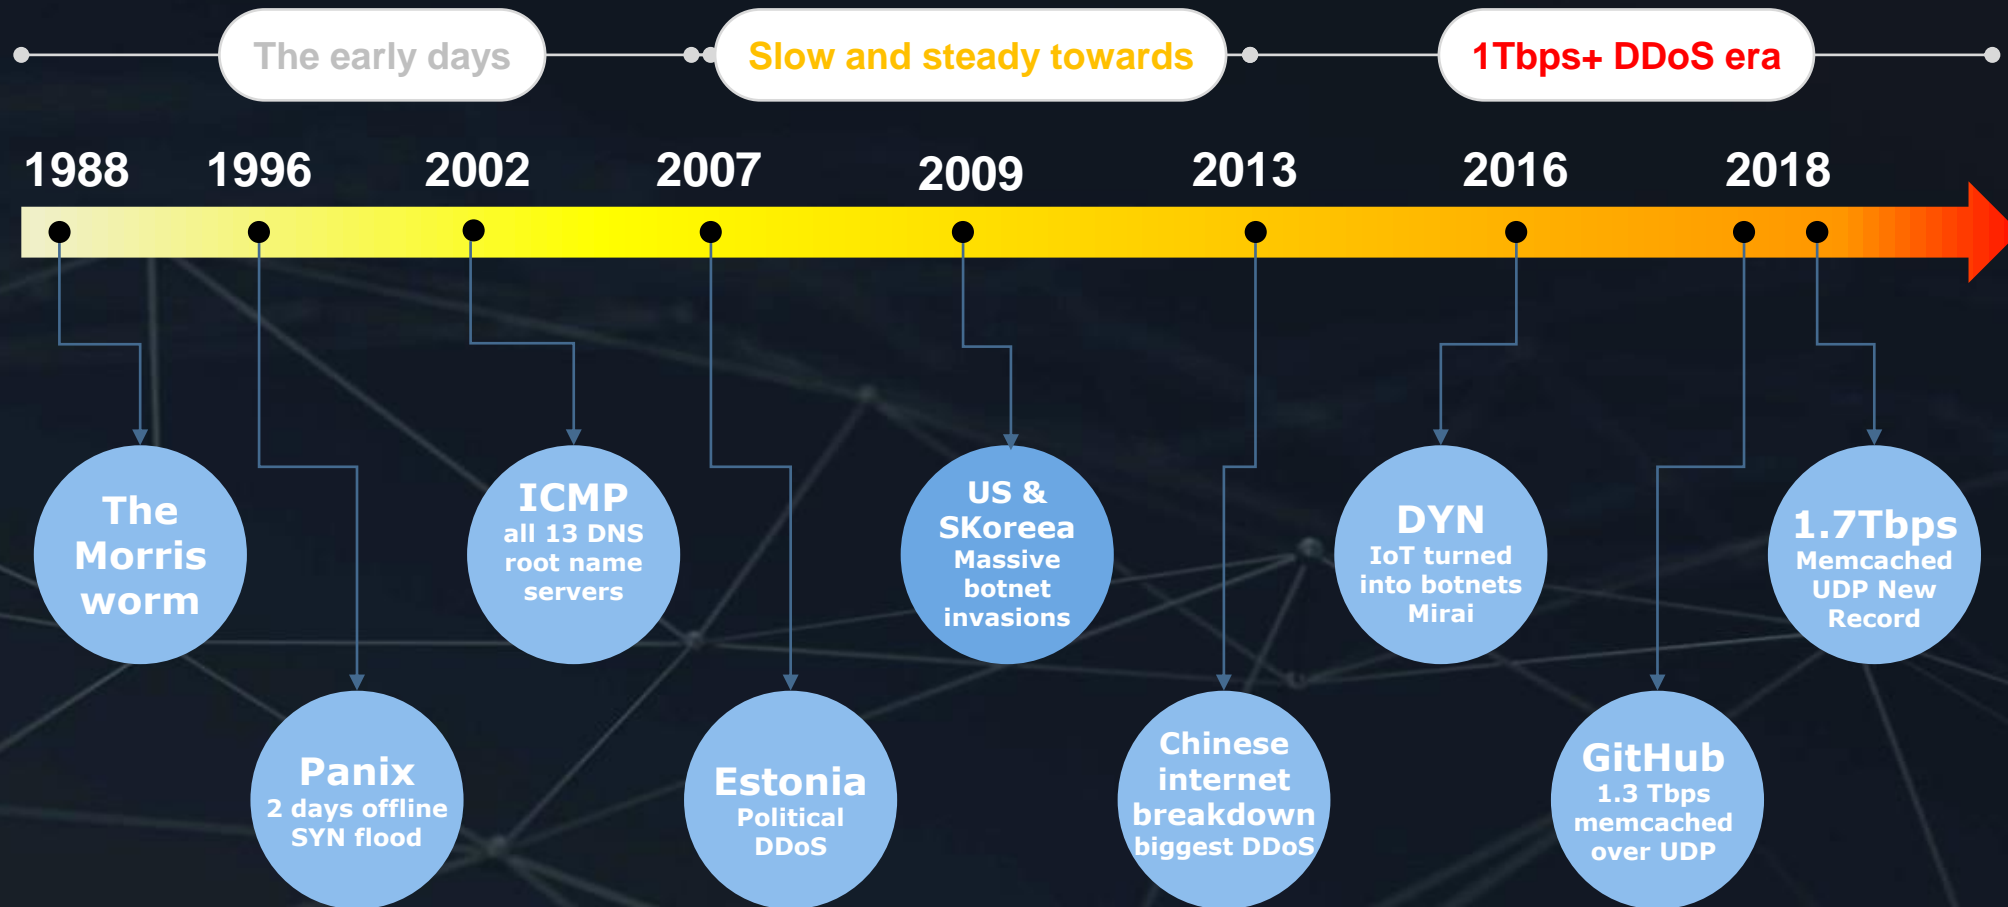 The early days
Slow and steady towards
1Tbps+ DDoS era
1988
1996
2002
2007
2009
2013
2016
2018
The
Morris
worm
ICMP
all 13 DNS
root name
servers
US &
SKoreea
Massive
botnet
invasions
DYN
IoT turned
into botnets
Mirai
1.7Tbps
Memcached
UDP New
Record
Panix
2 days offline
SYN flood
Estonia
Political
DDoS
Chinese
internet
breakdown
biggest DDoS
GitHub
1.3 Tbps
memcached
over UDP